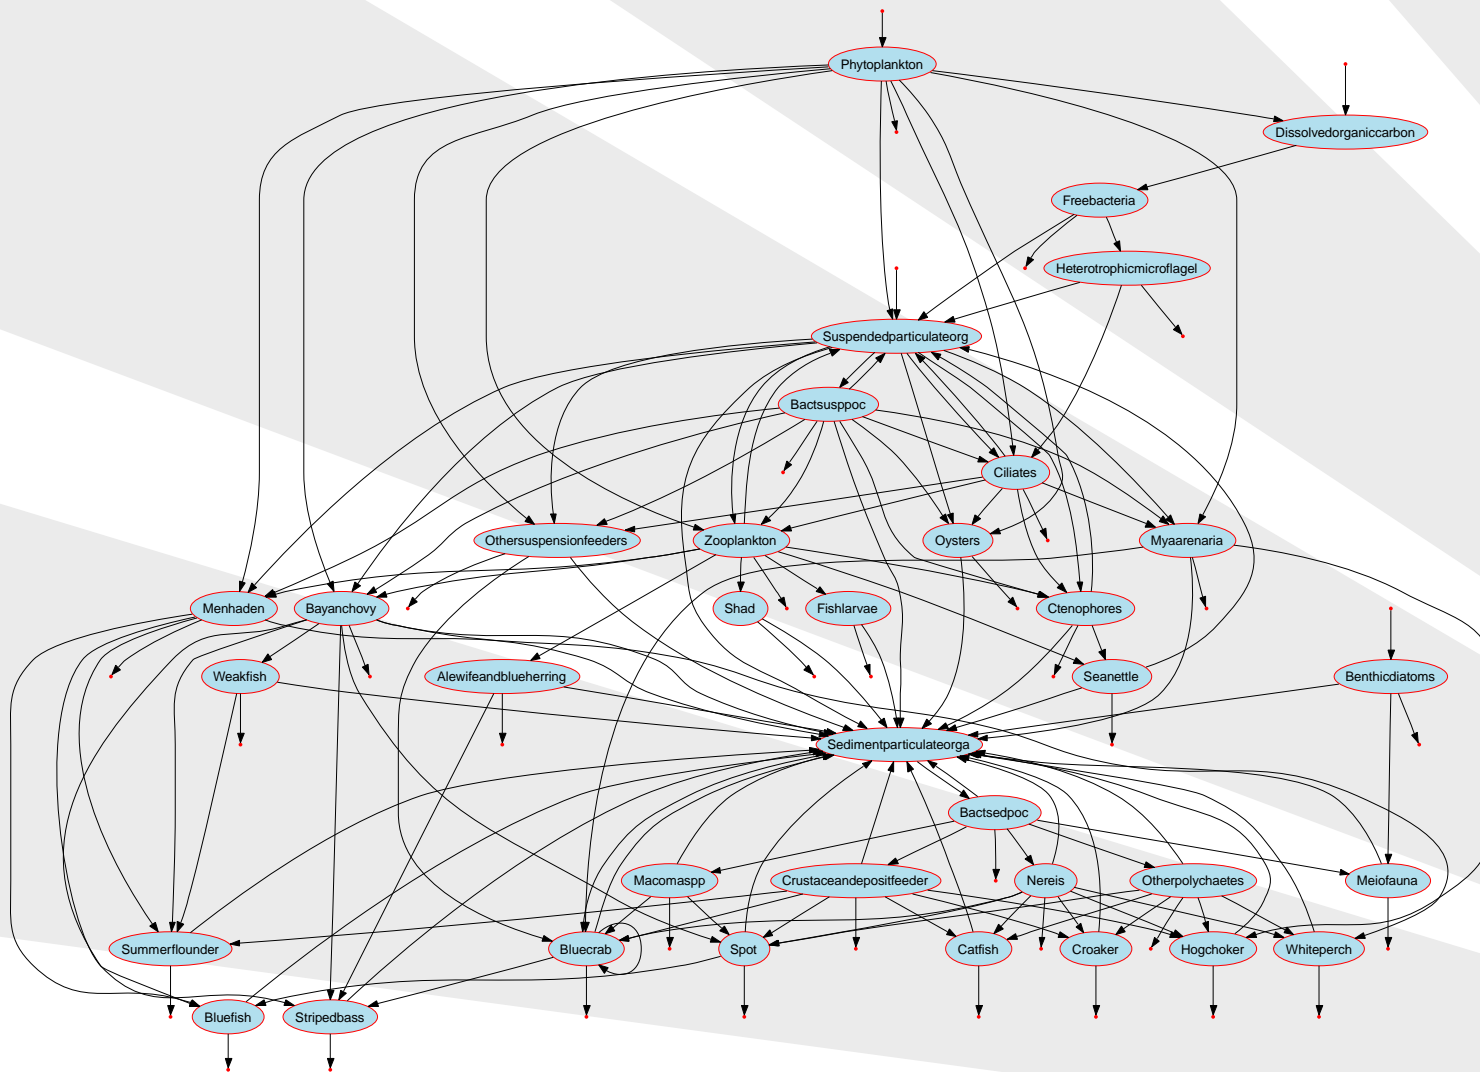 Phytoplankton
Dissolvedorganiccarbon
Freebacteria
Heterotrophicmicroflagel
Suspendedparticulateorg
Bactsusppoc
Ciliates
Othersuspensionfeeders
Zooplankton
Oysters
Myaarenaria
Menhaden
Bayanchovy
Shad
Fishlarvae
Ctenophores
Weakfish
Alewifeandblueherring
Seanettle
Benthicdiatoms
Sedimentparticulateorga
Bactsedpoc
Macomaspp
Crustaceandepositfeeder
Nereis
Otherpolychaetes
Meiofauna
Summerflounder
Bluecrab
Spot
Catfish
Croaker
Hogchoker
Whiteperch
Bluefish
Stripedbass